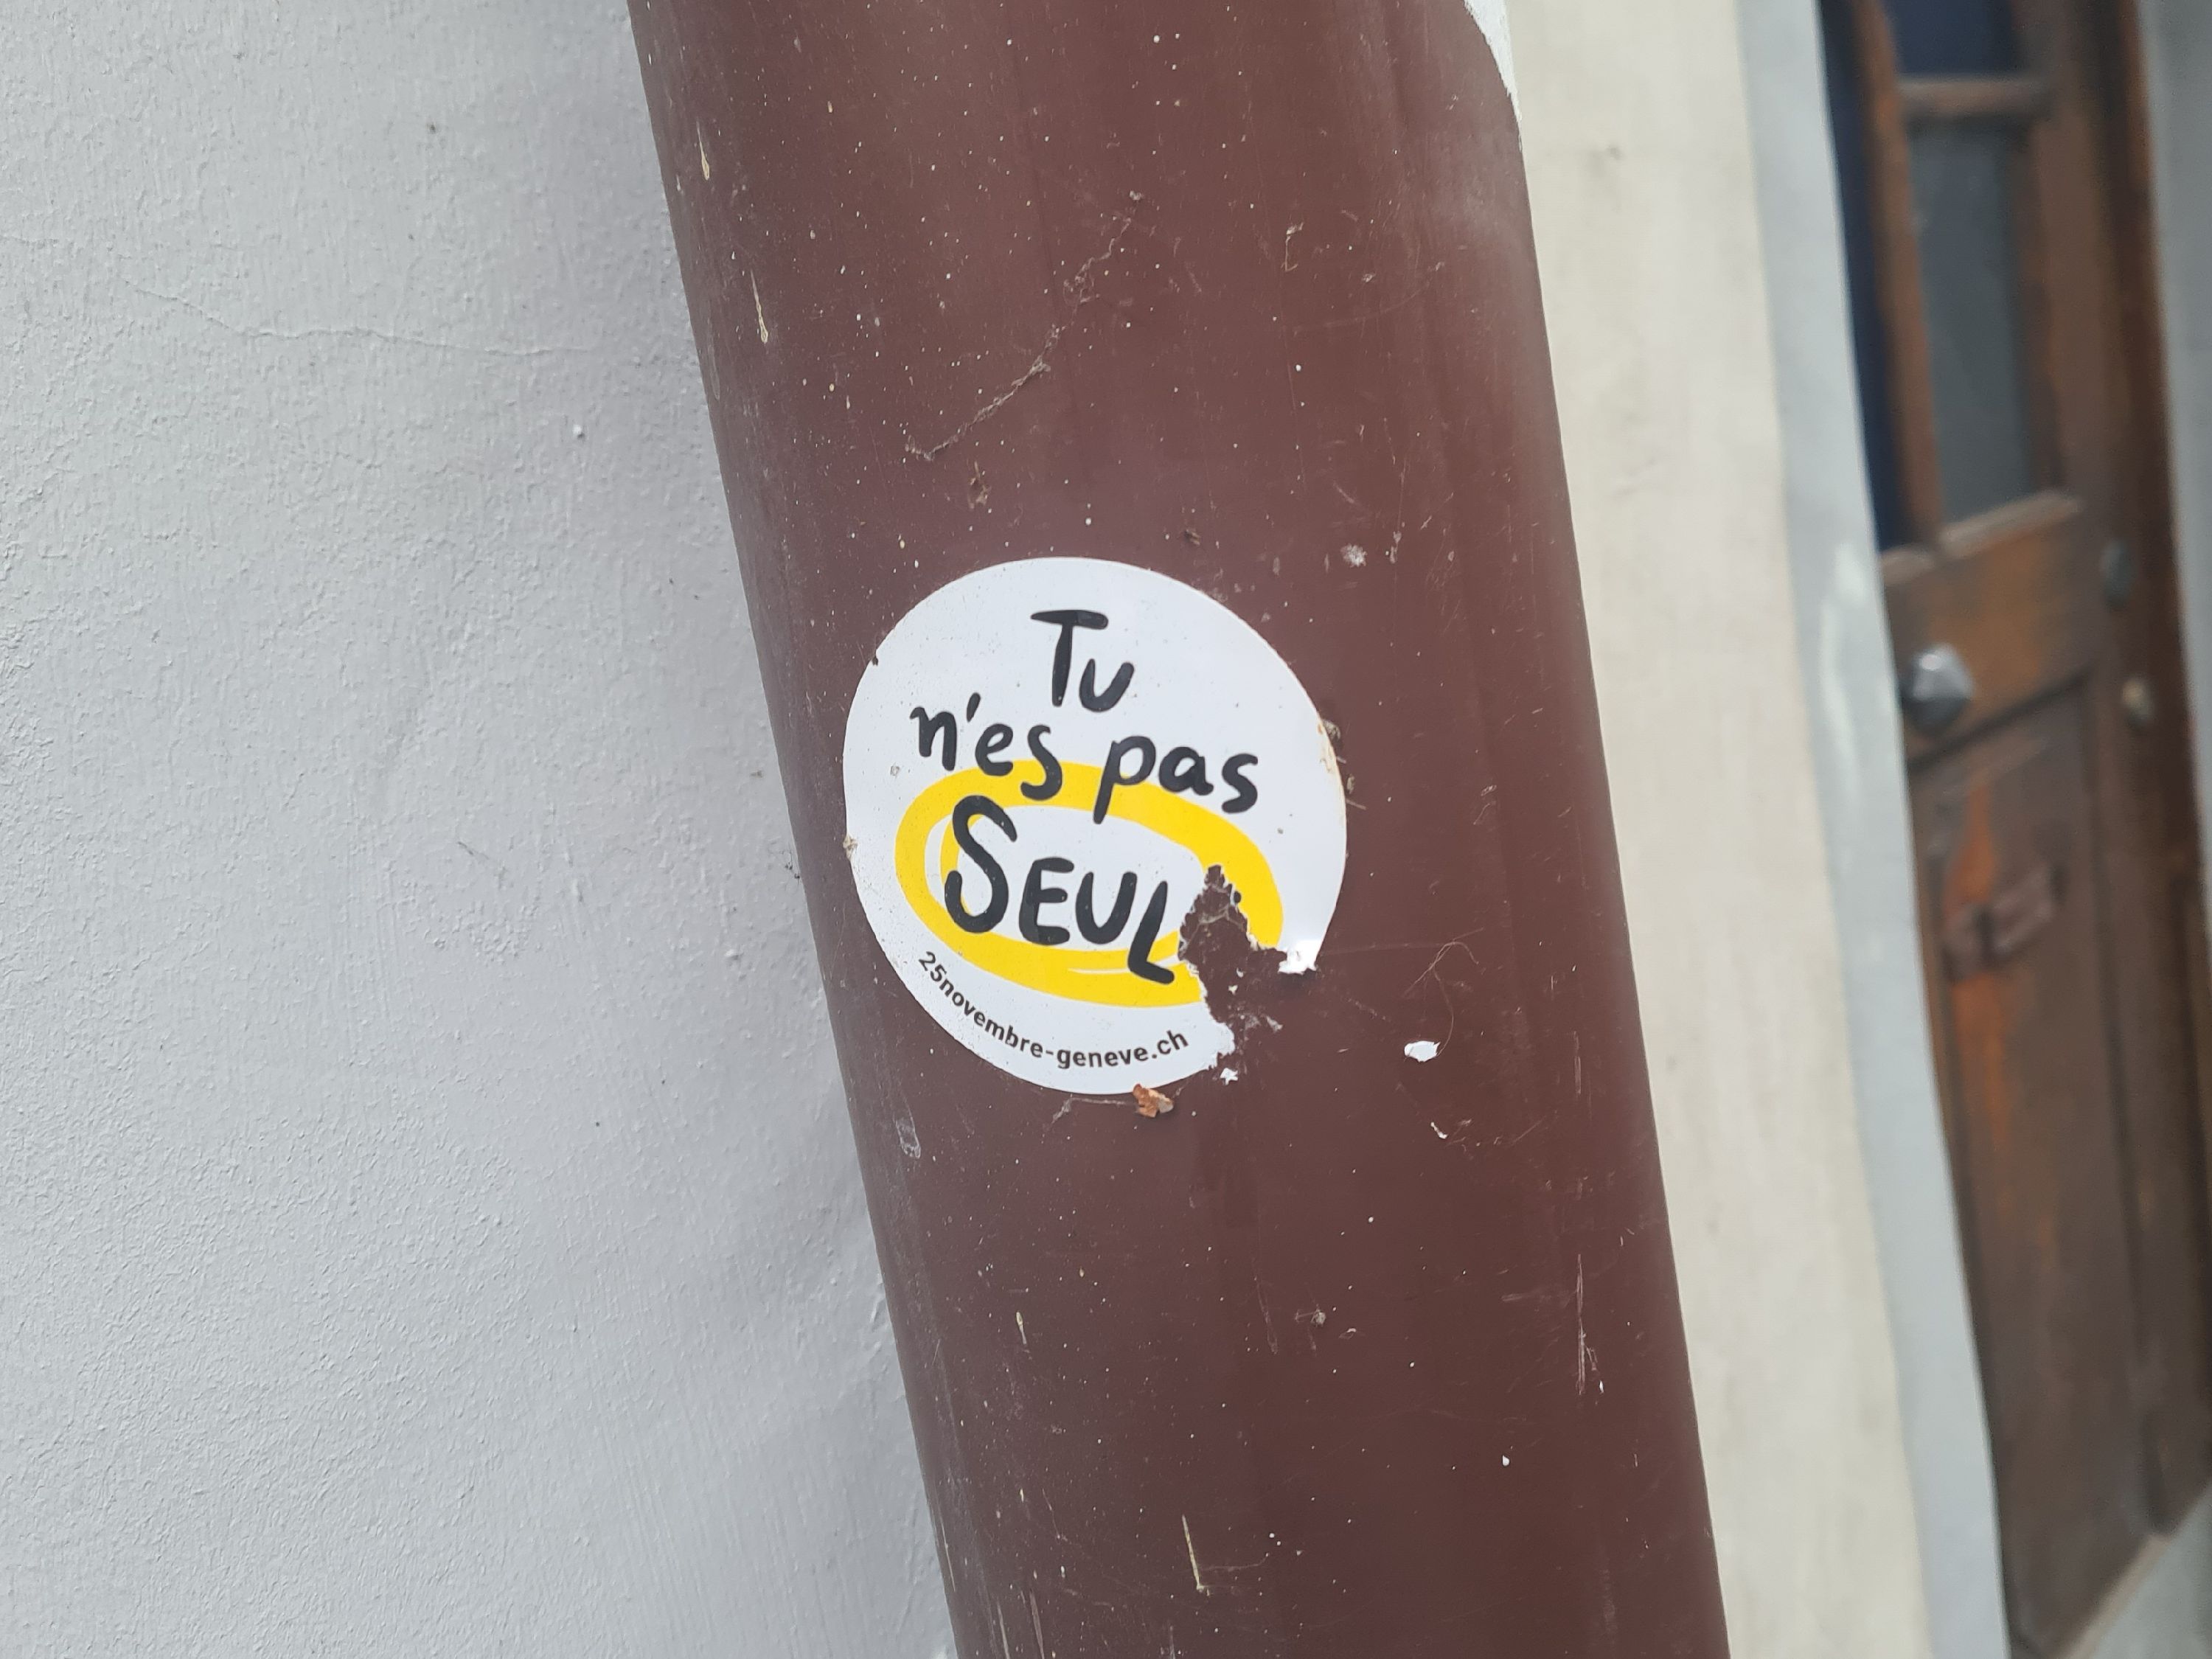 Tu
n'es pas
SEUL
25novembre-geneve.ch